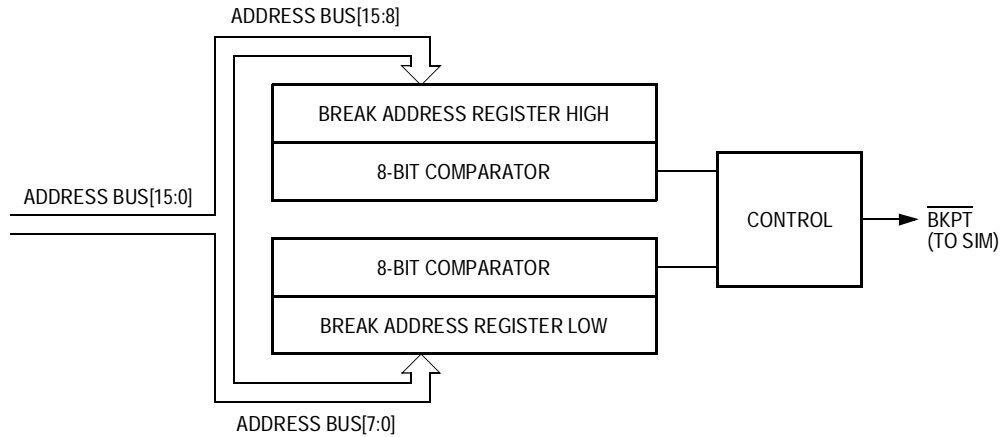 ADDRESS BUS[15:8]
BREAK ADDRESS REGISTER HIGH
8-BIT COMPARATOR
ADDRESS BUS[15:0]
CONTROL
BKPT
(TO SIM)
8-BIT COMPARATOR
BREAK ADDRESS REGISTER LOW
ADDRESS BUS[7:0]